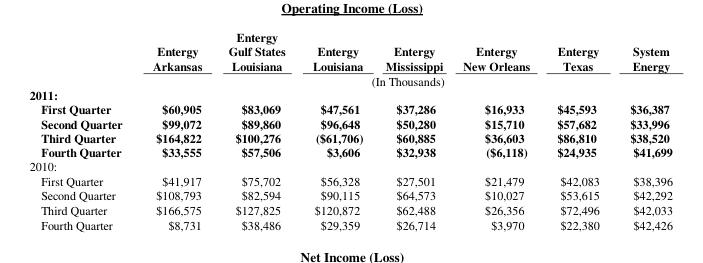 Operating Income (Loss)
Entergy
Entergy Gulf States Entergy Entergy Entergy Entergy System
Arkansas Louisiana Louisiana Mississippi New Orleans Texas Energy
(In Thousands)
2011:
First Quarter $60,905 $83,069 $47,561 $37,286 $16,933 $45,593 $36,387
Second Quarter $99,072 $89,860 $96,648 $50,280 $15,710 $57,682 $33,996
Third Quarter $164,822 $100,276 ($61,706) $60,885 $36,603 $86,810 $38,520
Fourth Quarter $33,555 $57,506 $3,606 $32,938 ($6,118) $24,935 $41,699
2010:
First Quarter $41,917 $75,702 $56,328 $27,501 $21,479 $42,083 $38,396
Second Quarter $108,793 $82,594 $90,115 $64,573 $10,027 $53,615 $42,292
Third Quarter $166,575 $127,825 $120,872 $62,488 $26,356 $72,496 $42,033
Fourth Quarter $8,731 $38,486 $29,359 $26,714 $3,970 $22,380 $42,426
Net Income (Loss)